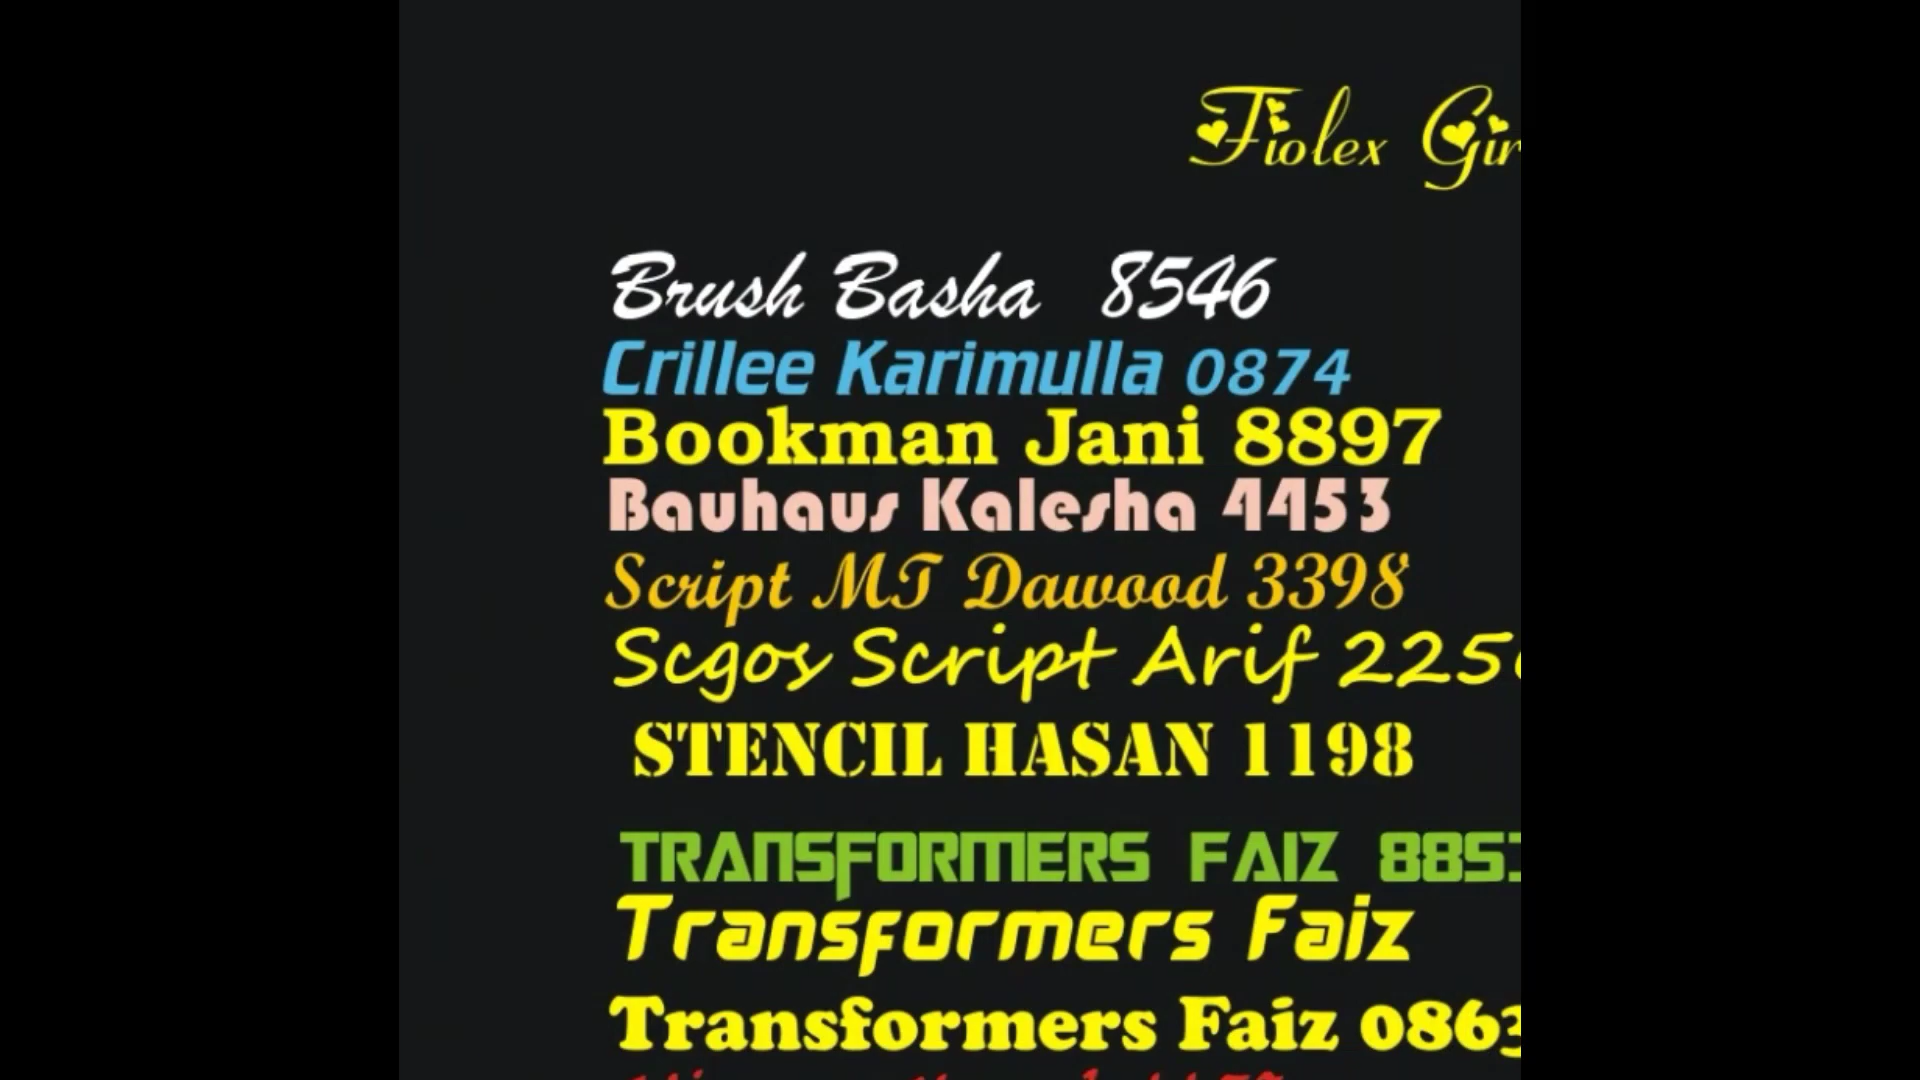 Fiolex Gir
Brush Basha 8546
Crillee Karimulla 0874
Bookman Jani 8897
Bauhaus Kalesha 4453
Script MT Dawood 3398
Scgos Script Arif 225
STENCIL HASAN 1198
TRANSFORMERS FAIZ 885
Transformers Faiz
Transformers Faiz 0863